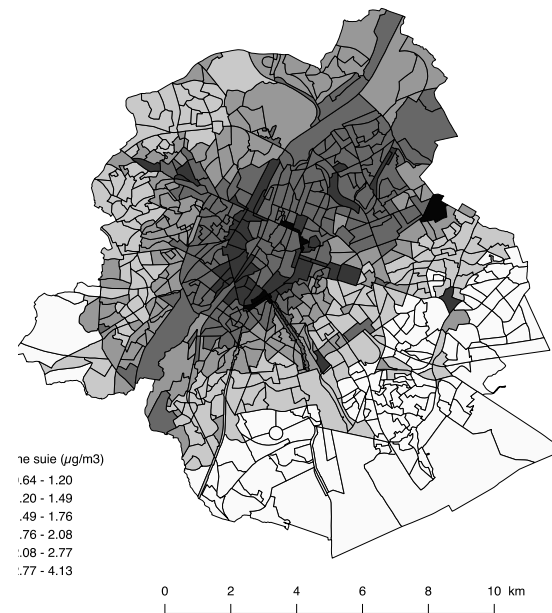 ne suie (µg/m3)
.64 - 1.20
.20 - 1.49
.49 - 1.76
.76 - 2.08
.08 - 2.77
.77 - 4.13
0 2 4 6 8 10 km